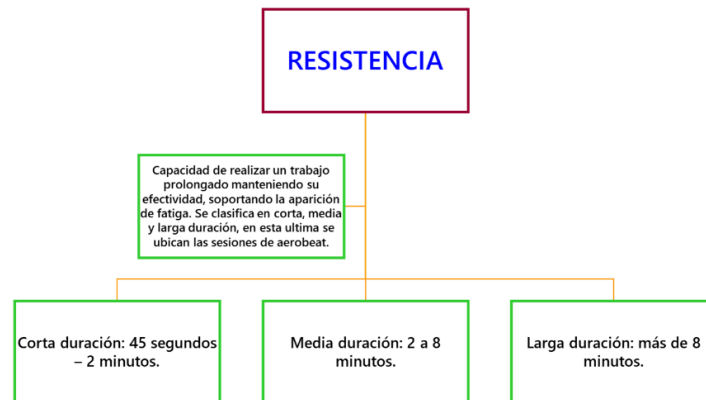 RESISTENCIA
Capacidad de realizar un trabajo
prolongado manteniendo su
efectividad, soportando la aparición
de fatiga. Se clasifica en corta, media
y larga duración, en esta ultima se
ubican las sesiones de aerobeat.
Corta duración: 45 segundos
– 2 minutos.
Media duración: 2 a 8
minutos.
Larga duración: más de 8
minutos.